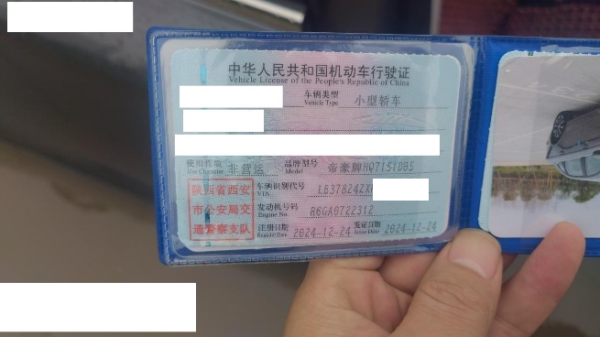 中华人民共和国机动车行驶证
Vehicle License of the People's Republic of China
车辆类型 小型轿车
Vehicle Type
使用性质 非营运 品牌型号 帝豪牌HQ7151DB5
Use Character Model
陕西省西安 车辆识别代号 LB37824ZX
VIN
市公安局交 发动机号码 R6GA0722312
Engine No.
通警察支队 注册日期 2024-12-24 发证日期 2024-12-24
Register Date Issue Date